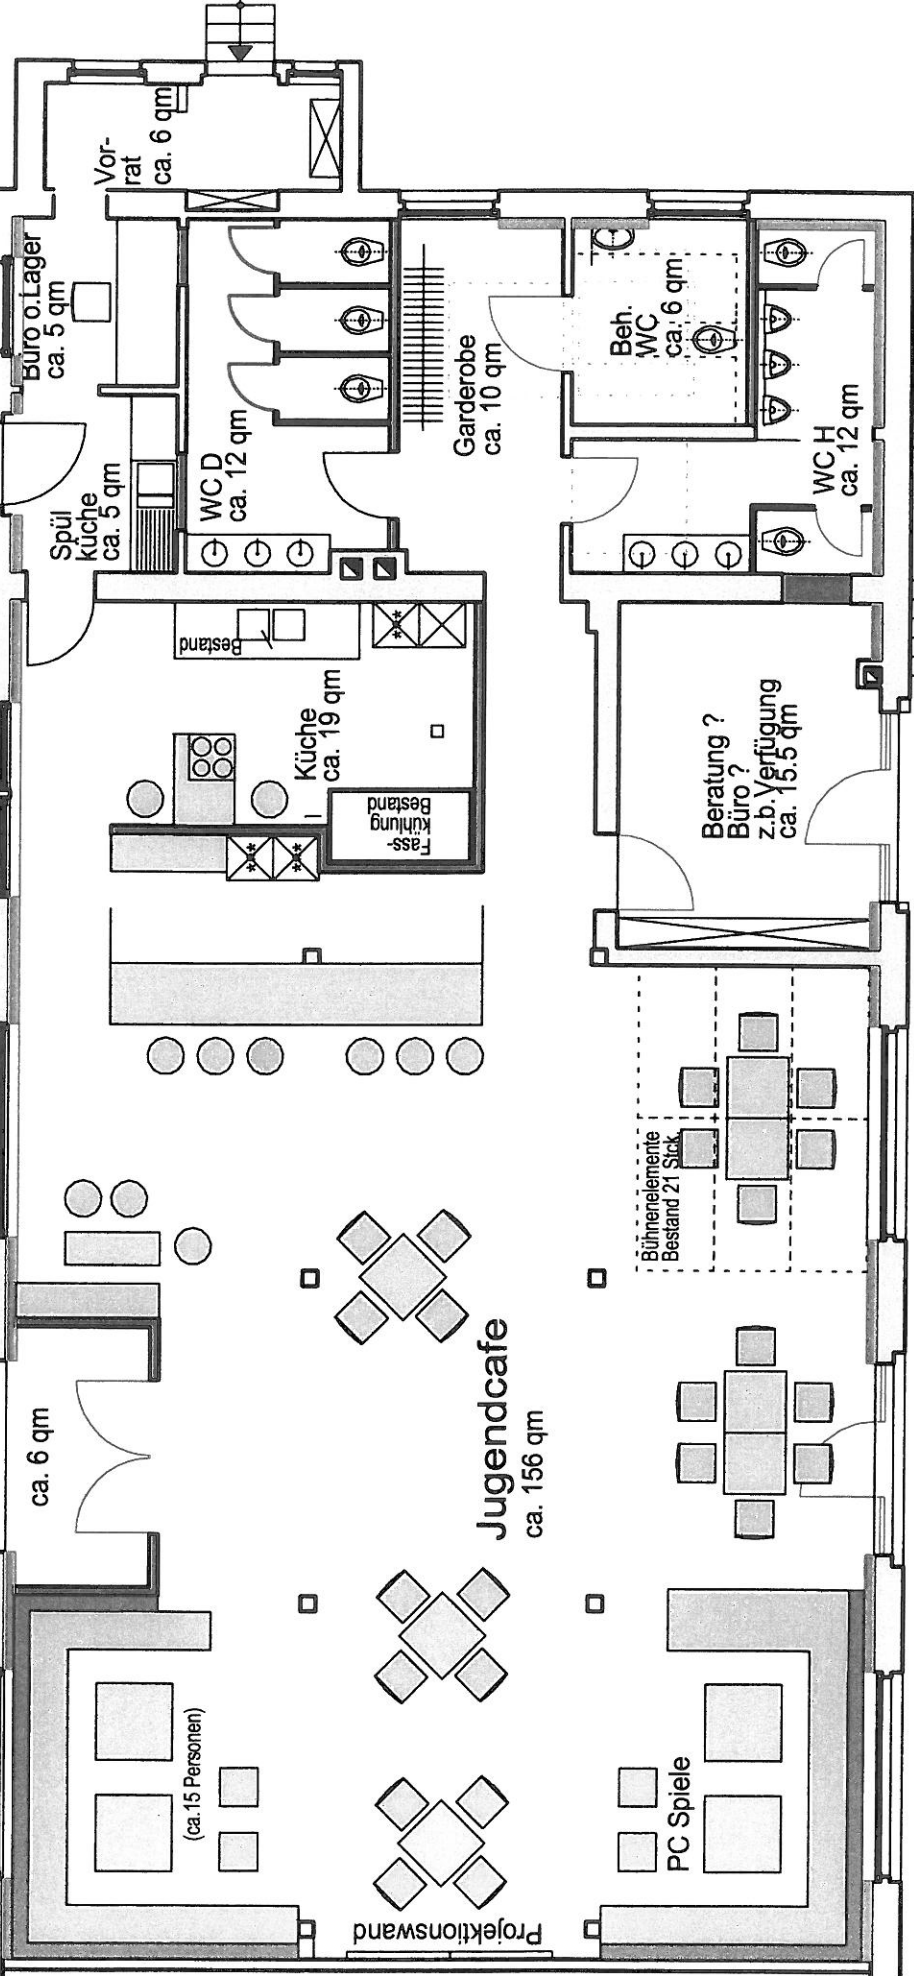 Vor-
rat
ca. 6 qm
Büro o.Lager
ca. 5 qm
Spül
küche
ca. 5 qm
WC D
ca. 12 qm
Garderobe
ca. 10 qm
Beh.
WC
ca. 6 qm
WC H
ca. 12 qm
Bestand
Küche
ca. 19 qm
Fass-
kühlung
Bestand
Beratung ?
Büro ?
z.b.Verfügung
ca. 15.5 qm
Bühnenelemente
Bestand 21 Stck.
ca. 6 qm
Jugendcafe
ca. 156 qm
(ca.15 Personen)
PC Spiele
Projektionswand